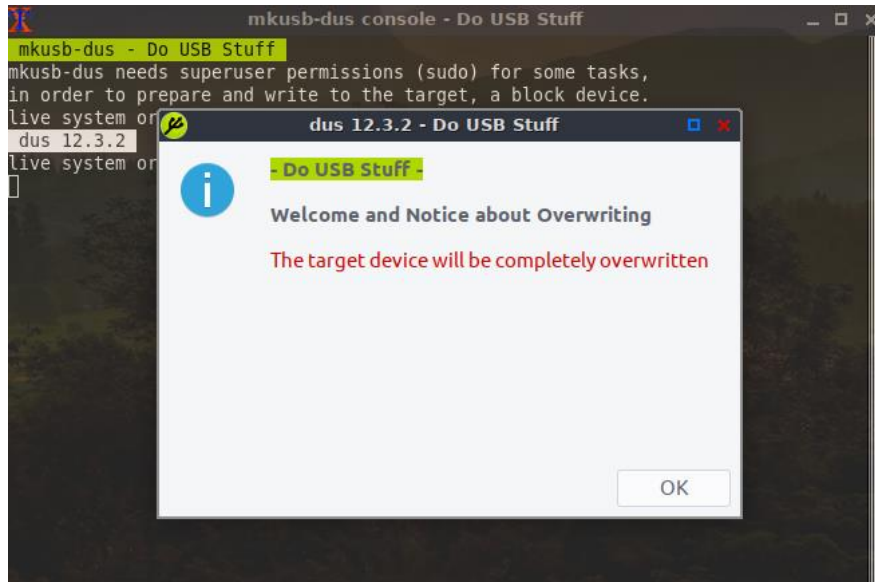 mkusb-dus console - Do USB Stuff
mkusb-dus - Do USB Stuff
mkusb-dus needs superuser permissions (sudo) for some tasks,
in order to prepare and write to the target, a block device.
live system or
dus 12.3.2
live system or
dus 12.3.2 - Do USB Stuff
- Do USB Stuff -
Welcome and Notice about Overwriting
The target device will be completely overwritten
OK